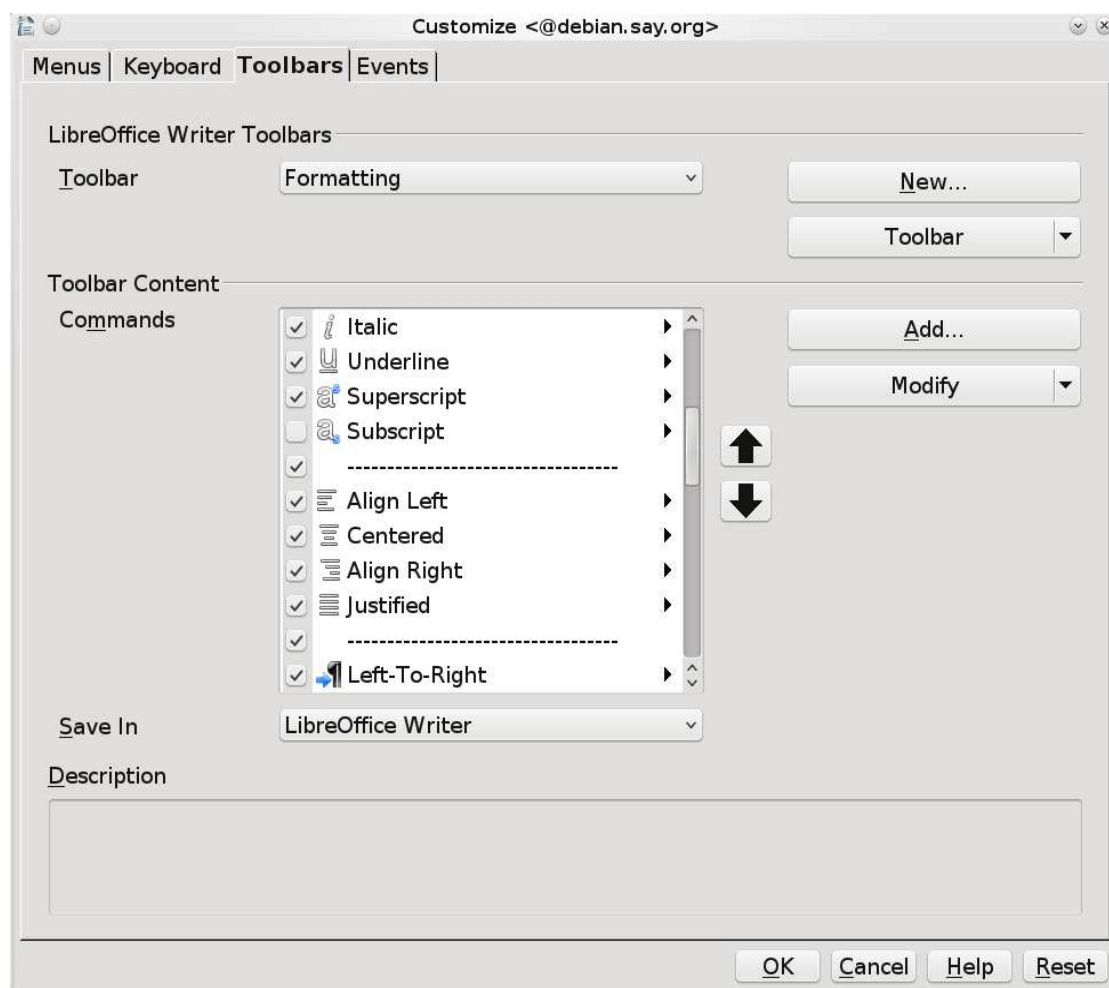 Customize <@debian.say.org>
Menus Keyboard Toolbars Events
LibreOffice Writer Toolbars
Toolbar Formatting New...
Toolbar
Toolbar Content
Commands Add...
Modify
Italic
Underline
Superscript
Subscript
----------------------------------
Align Left
Centered
Align Right
Justified
----------------------------------
Left-To-Right
Save In LibreOffice Writer
Description
OK Cancel Help Reset